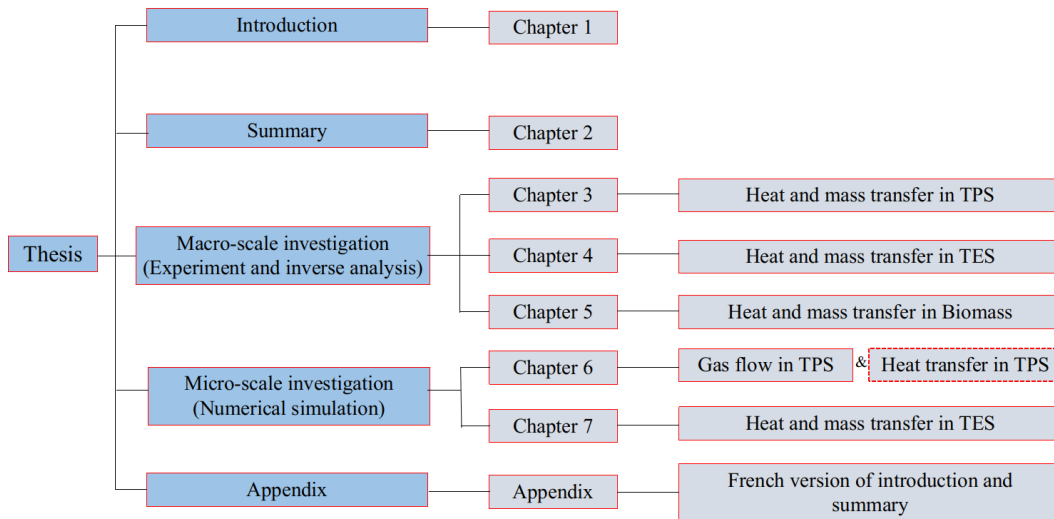 Introduction
Chapter 1
Summary
Chapter 2
Thesis
Macro-scale investigation
(Experiment and inverse analysis)
Chapter 3
Heat and mass transfer in TPS
Chapter 4
Heat and mass transfer in TES
Chapter 5
Heat and mass transfer in Biomass
Micro-scale investigation
(Numerical simulation)
Chapter 6
Gas flow in TPS
&
Heat transfer in TPS
Chapter 7
Heat and mass transfer in TES
Appendix
Appendix
French version of introduction and
summary